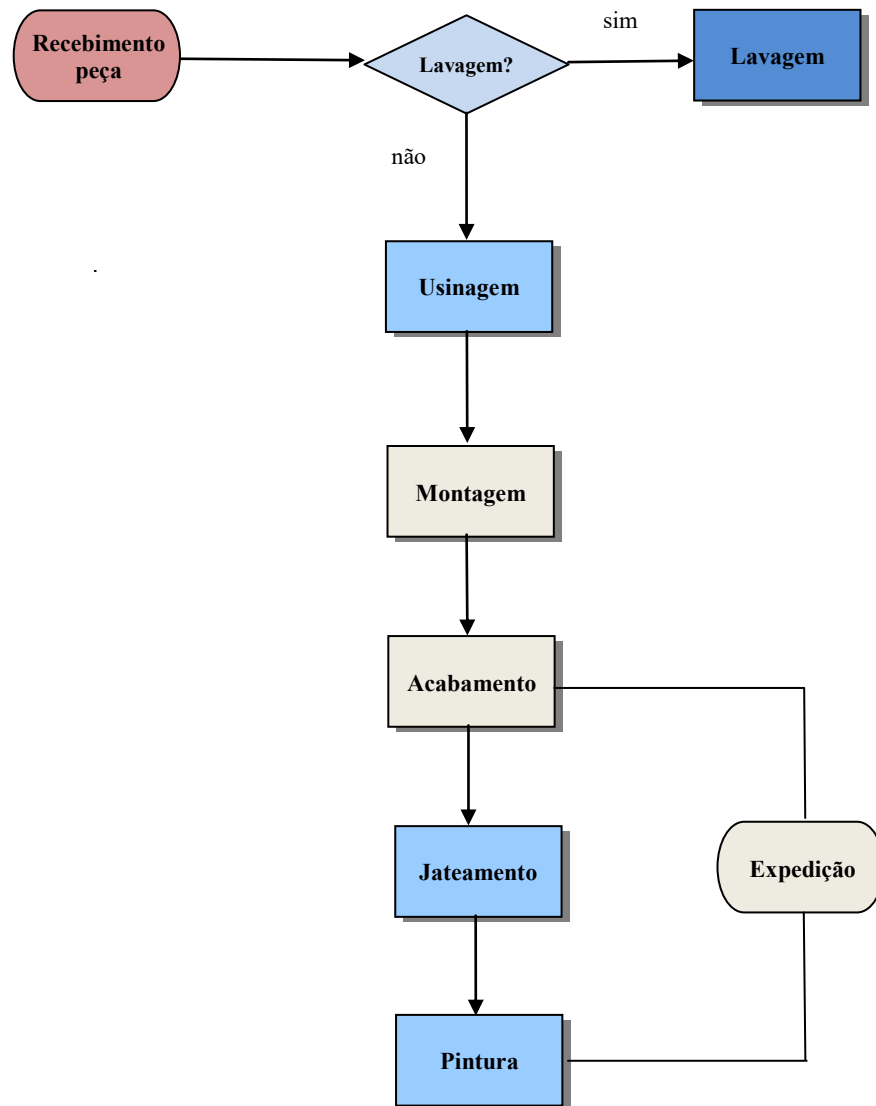 Recebimento
peça
Lavagem?
sim
Lavagem
não
Usinagem
.
Montagem
Acabamento
Jateamento
Expedição
Pintura